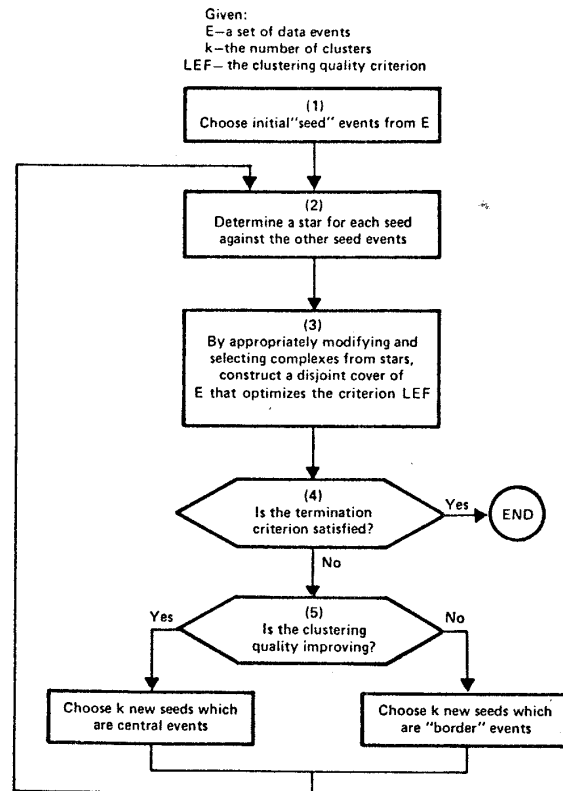 Given:
E—a set of data events
k—the number of clusters
LEF— the clustering quality criterion
(1)
Choose initial"seed" events from E
(2)
Determine a star for each seed
against the other seed events
(3)
By appropriately modifying and
selecting complexes from stars,
construct a disjoint cover of
E that optimizes the criterion LEF
(4)
Is the termination
criterion satisfied?
Yes
END
No
(5)
Is the clustering
quality improving?
Yes
No
Choose k new seeds which
are central events
Choose k new seeds which
are "border" events